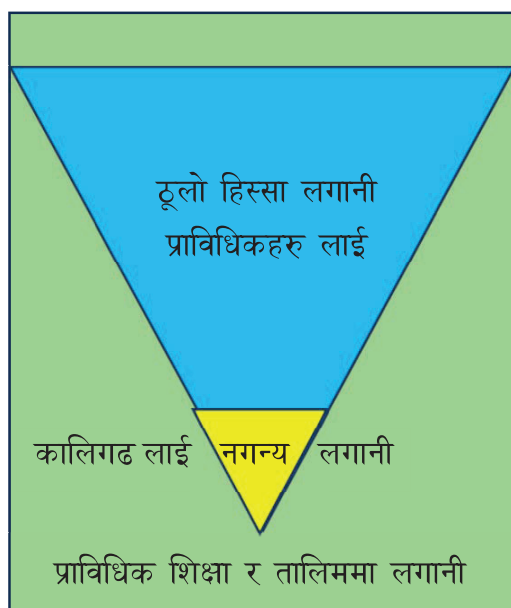 ठूलो हिस्सा लगानी
प्राविधिकहरु लाई
कालिगढ लाई नगन्य लगानी
प्राविधिक शिक्षा र तालिममा लगानी